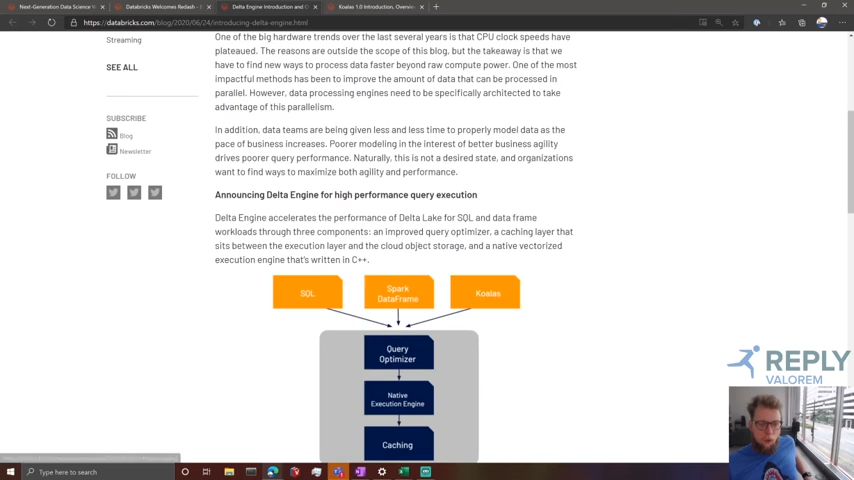 Next-Generation Data Science W
Databricks Welcomes Redash -
Delta Engine Introduction and O
Koalas 1.0 Introduction, Overview
https://databricks.com/blog/2020/06/24/introducing-delta-engine.html
Streaming
SEE ALL
SUBSCRIBE
Blog
Newsletter
FOLLOW
One of the big hardware trends over the last several years is that CPU clock speeds have
plateaued. The reasons are outside the scope of this blog, but the takeaway is that we
have to find new ways to process data faster beyond raw compute power. One of the most
impactful methods has been to improve the amount of data that can be processed in
parallel. However, data processing engines need to be specifically architected to take
advantage of this parallelism.
In addition, data teams are being given less and less time to properly model data as the
pace of business increases. Poorer modeling in the interest of better business agility
drives poorer query performance. Naturally, this is not a desired state, and organizations
want to find ways to maximize both agility and performance.
Announcing Delta Engine for high performance query execution
Delta Engine accelerates the performance of Delta Lake for SQL and data frame
workloads through three components: an improved query optimizer, a caching layer that
sits between the execution layer and the cloud object storage, and a native vectorized
execution engine that's written in C++.
SQL
Spark
DataFrame
Koalas
Query
Optimizer
Native
Execution Engine
Caching
REPLY
VALOREM
Type here to search